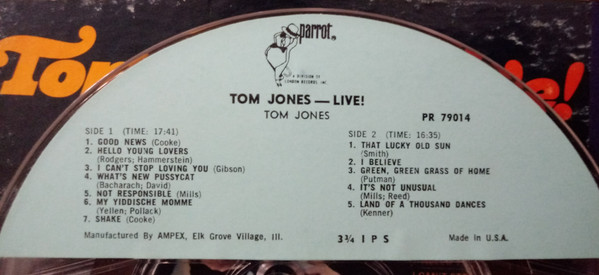 Tom
le!
parrot
A DIVISION OF
LONDON RECORDS, INC.
TOM JONES — LIVE!
TOM JONES
PR 79014
SIDE 1 (TIME: 17:41)
1. GOOD NEWS (Cooke)
2. HELLO YOUNG LOVERS
(Rodgers; Hammerstein)
3. I CAN'T STOP LOVING YOU (Gibson)
4. WHAT'S NEW PUSSYCAT
(Bacharach; David)
5. NOT RESPONSIBLE (Mills)
6. MY YIDDISCHE MOMME
(Yellen; Pollack)
7. SHAKE (Cooke)
SIDE 2 (TIME: 16:35)
1. THAT LUCKY OLD SUN
(Smith)
2. I BELIEVE
3. GREEN, GREEN GRASS OF HOME
(Putman)
4. IT'S NOT UNUSUAL
(Mills; Reed)
5. LAND OF A THOUSAND DANCES
(Kenner)
Manufactured By AMPEX, Elk Grove Village, Ill.
3¾ IPS
Made in U.S.A.